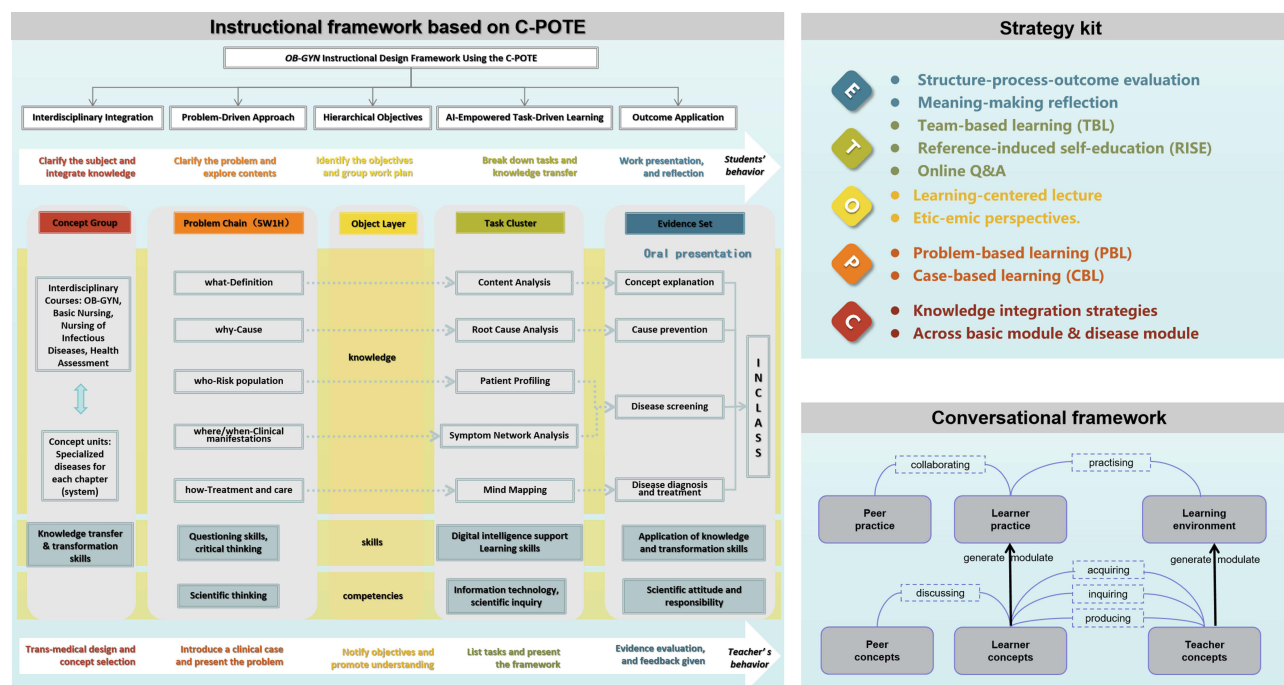 Instructional framework based on C-POTE
OB-GYN Instructional Design Framework Using the C-POTE
Interdisciplinary Integration
Problem-Driven Approach
Hierarchical Objectives
AI-Empowered Task-Driven Learning
Outcome Application
Clarify the subject and
integrate knowledge
Clarify the problem and
explore contents
Identify the objectives
and group work plan
Break down tasks and
knowledge transfer
Work presentation,
and reflection
Students'
behavior
Concept Group
Problem Chain（5W1H）
Object Layer
Task Cluster
Evidence Set
Oral presentation
Interdisciplinary
Courses: OB-GYN,
Basic Nursing,
Nursing of
Infectious
Diseases, Health
Assessment
Concept units:
Specialized
diseases for
each chapter
(system)
what-Definition
why-Cause
who-Risk population
where/when-Clinical
manifestations
how-Treatment and care
knowledge
Content Analysis
Root Cause Analysis
Patient Profiling
Symptom Network Analysis
Mind Mapping
Concept explanation
Cause prevention
Disease screening
Disease diagnosis
and treatment
I
N
C
L
A
S
S
Knowledge transfer
& transformation
skills
Questioning skills,
critical thinking
skills
Digital intelligence support
Learning skills
Application of knowledge
and transformation skills
Scientific thinking
competencies
Information technology,
scientific inquiry
Scientific attitude and
responsibility
Trans-medical design and
concept selection
Introduce a clinical case
and present the problem
Notify objectives and
promote understanding
List tasks and present
the framework
Evidence evaluation,
and feedback given
Teacher's
behavior
Strategy kit
E
● Structure-process-outcome evaluation
● Meaning-making reflection
T
● Team-based learning (TBL)
● Reference-induced self-education (RISE)
● Online Q&A
O
● Learning-centered lecture
● Etic-emic perspectives.
P
● Problem-based learning (PBL)
● Case-based learning (CBL)
C
● Knowledge integration strategies
● Across basic module & disease module
Conversational framework
collaborating
practising
Peer
practice
Learner
practice
Learning
environment
generate modulate
generate modulate
discussing
acquiring
inquiring
producing
Peer
concepts
Learner
concepts
Teacher
concepts